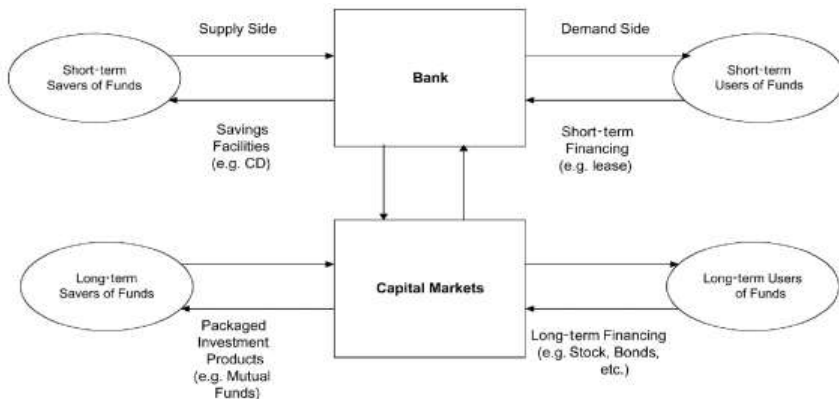 Supply Side
Demand Side
Short-term
Savers of Funds
Bank
Short-term
Users of Funds
Savings
Facilities
(e.g. CD)
Short-term
Financing
(e.g. lease)
Long-term
Savers of Funds
Capital Markets
Long-term Users
of Funds
Packaged
Investment
Products
(e.g. Mutual
Funds)
Long-term Financing
(e.g. Stock, Bonds,
etc.)